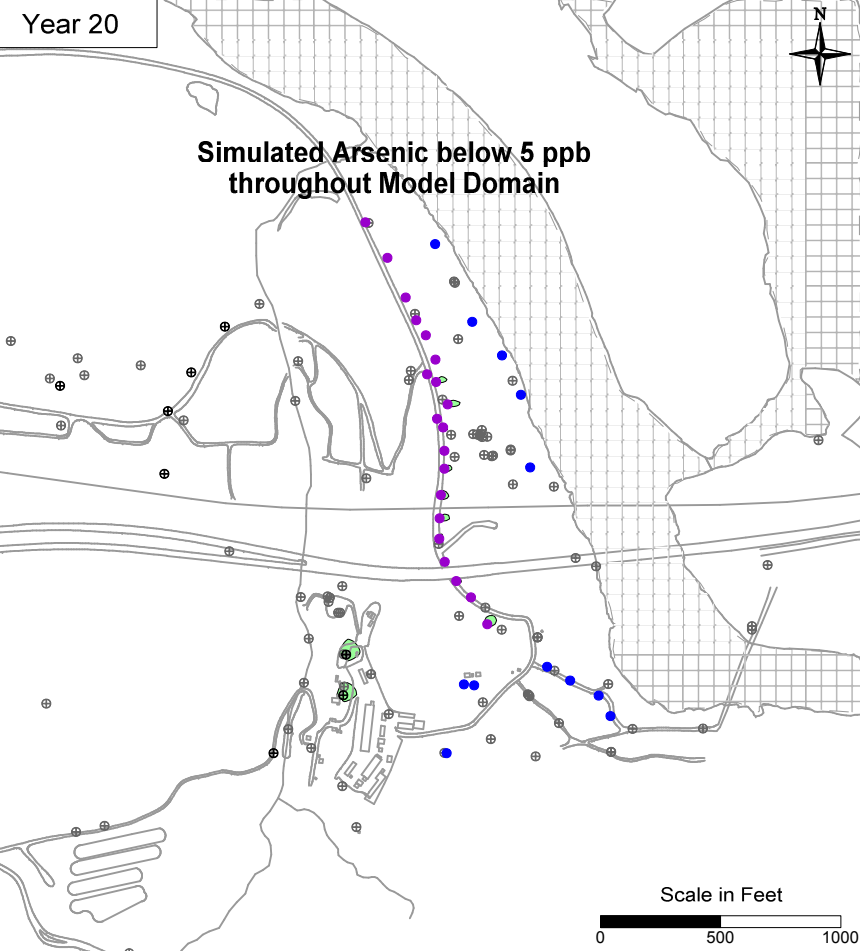 Year 20
N
Simulated Arsenic below 5 ppb
throughout Model Domain
Scale in Feet
0 500 1000